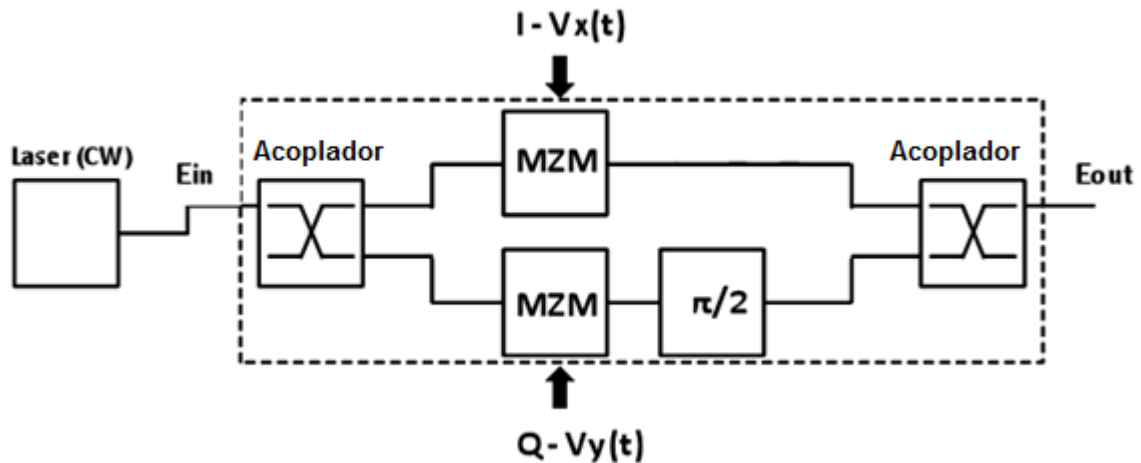 I - Vx(t)
Laser (CW)
Ein
Acoplador
MZM
Acoplador
Eout
MZM
π/2
Q - Vy(t)